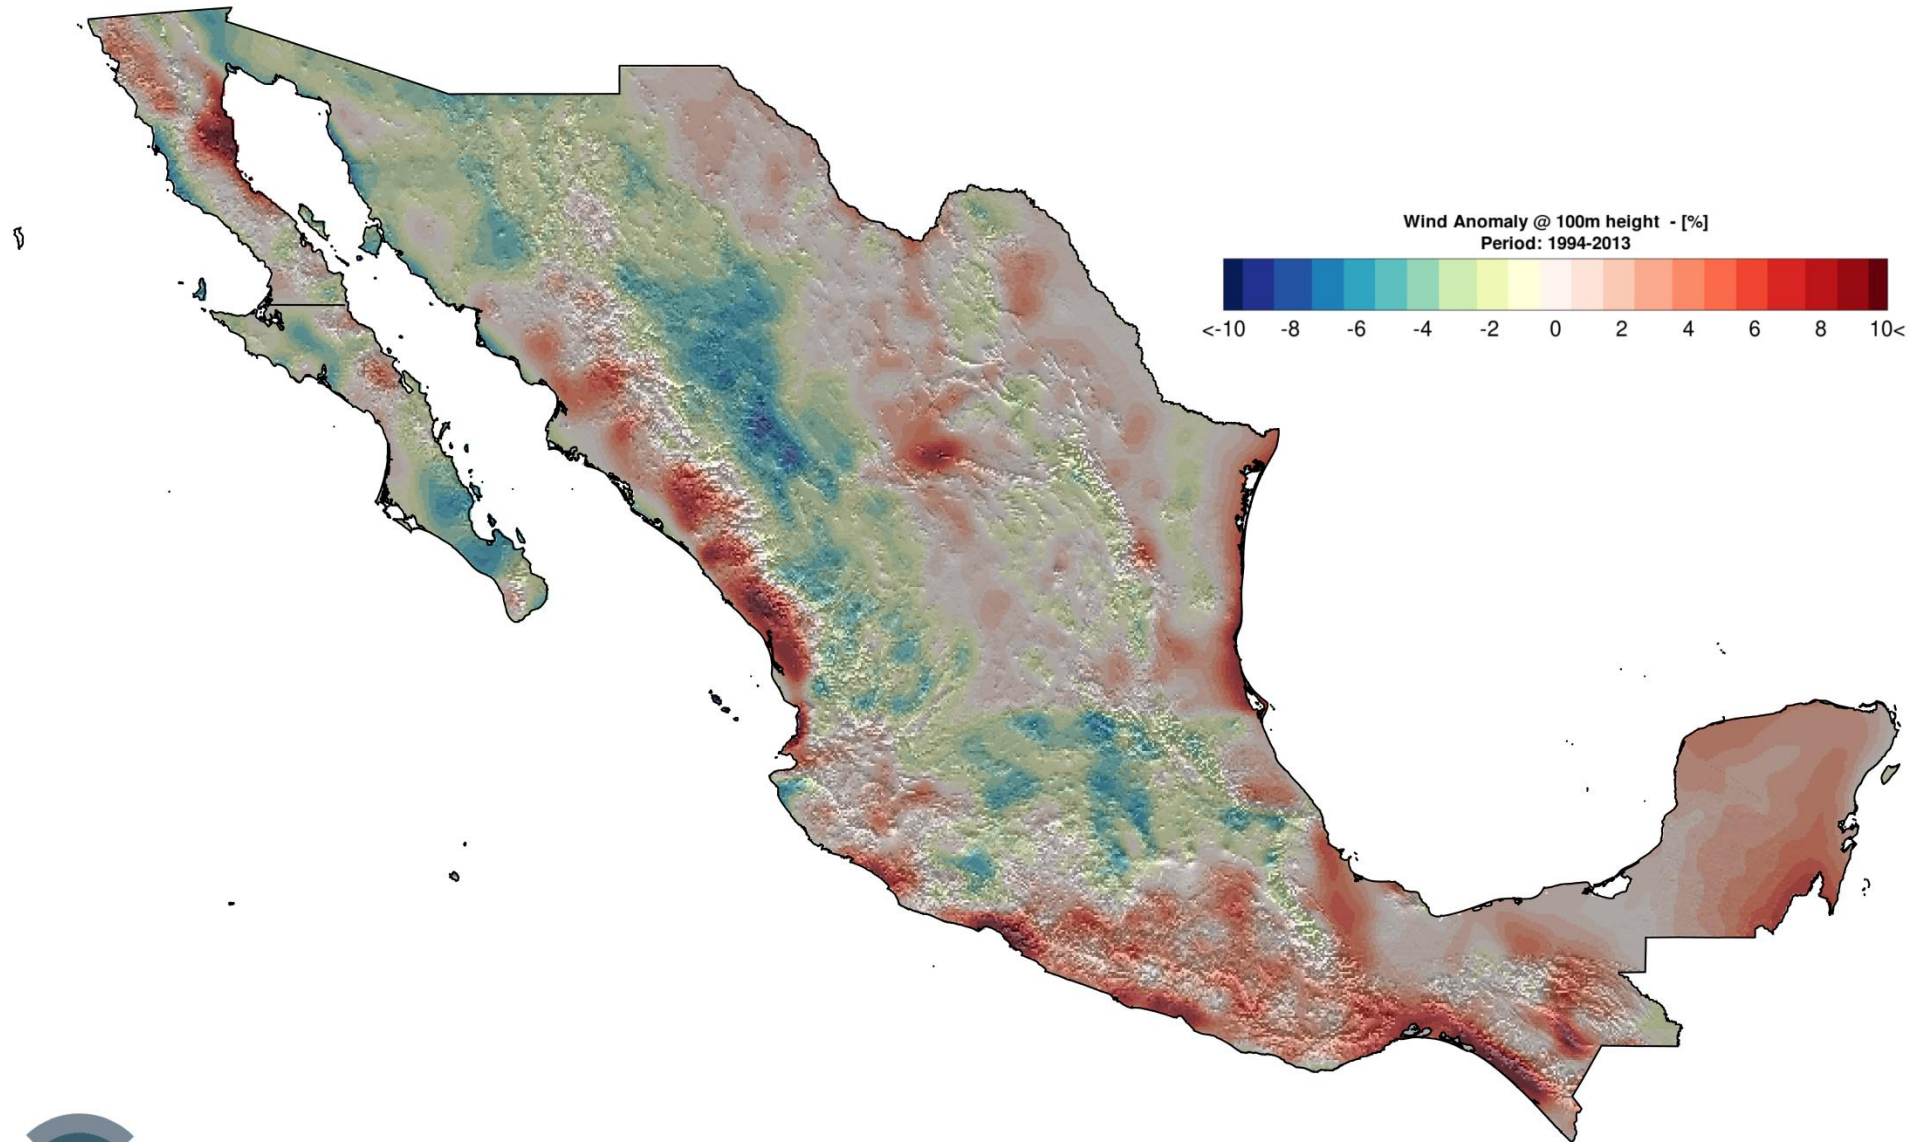 Wind Anomaly @ 100m height - [%]
Period: 1994-2013
<-10 -8 -6 -4 -2 0 2 4 6 8 10<